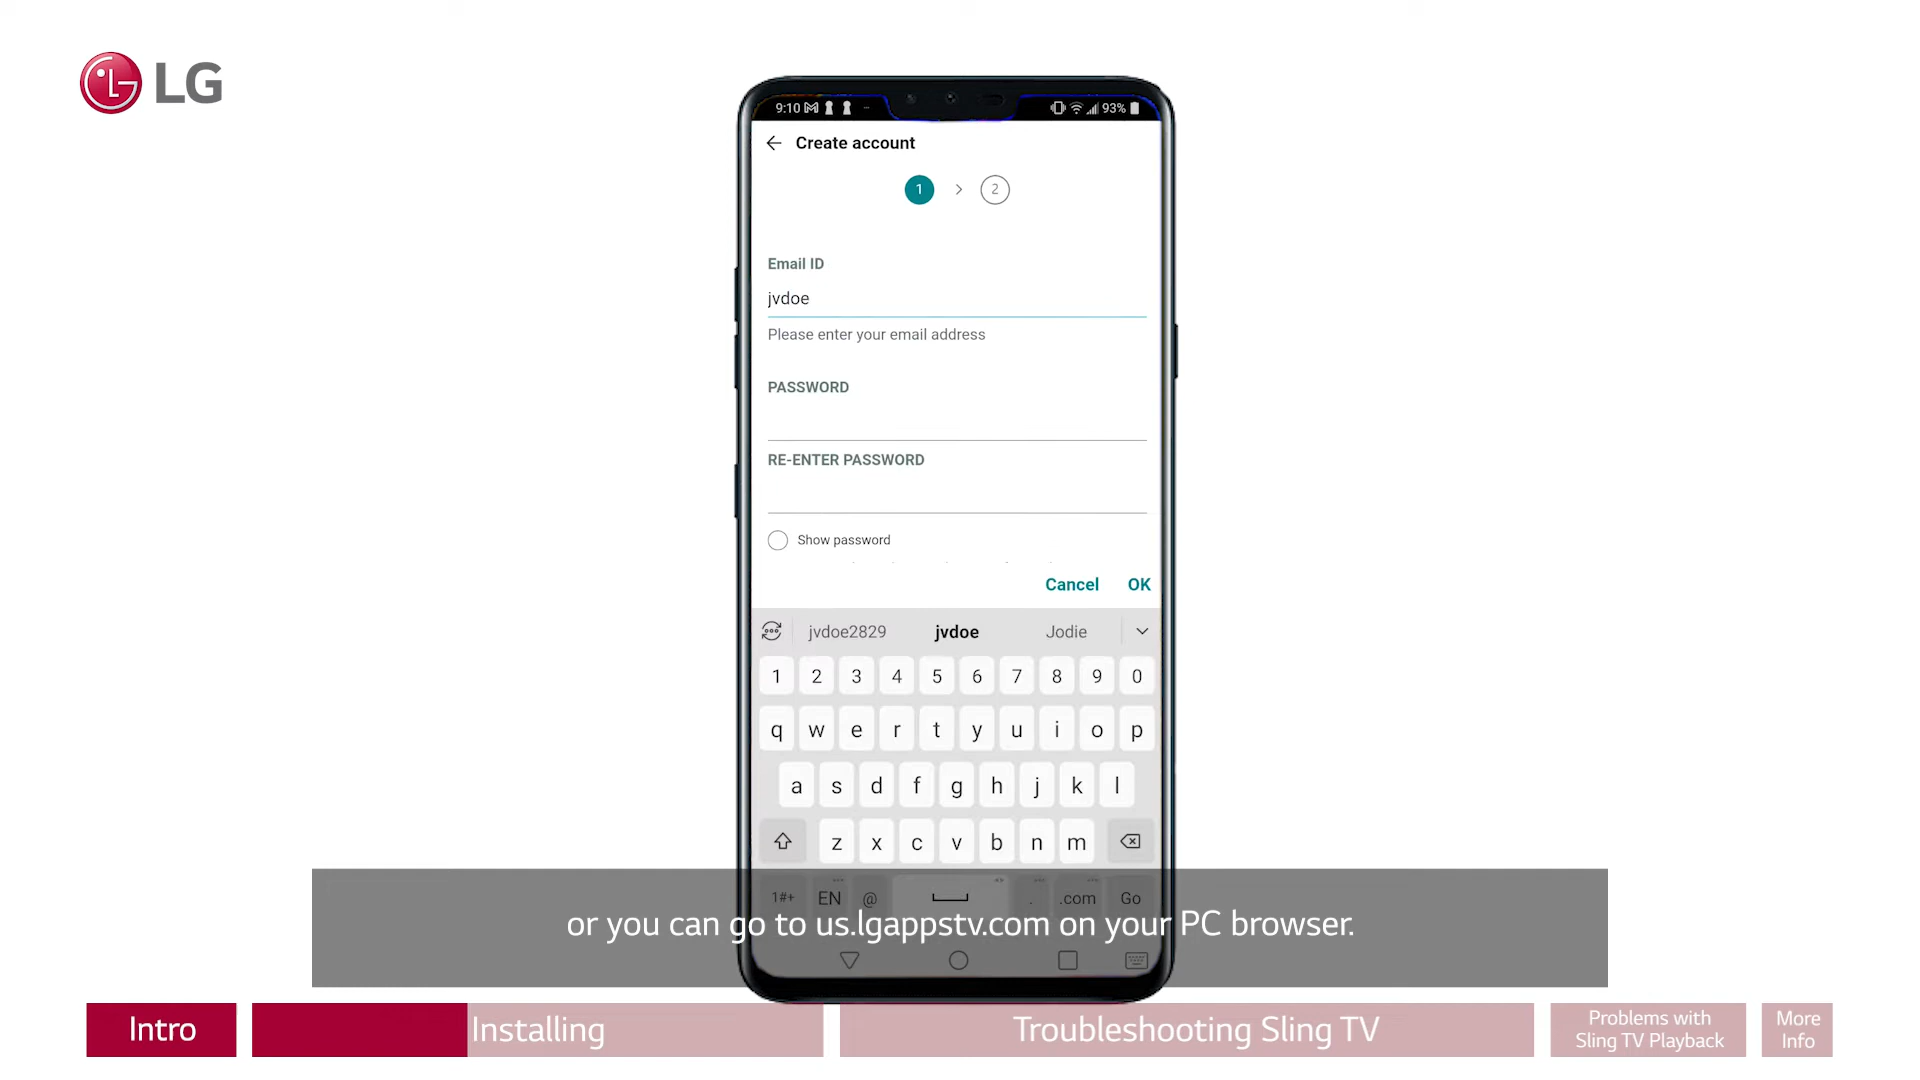 LG
9:10
93%
Create account
1 > 2
Email ID
jvdoe
Please enter your email address
PASSWORD
RE-ENTER PASSWORD
Show password
Cancel OK
jvdoe2829 jvdoe Jodie
1 2 3 4 5 6 7 8 9 0
q w e r t y u i o p
a s d f g h j k l
z x c v b n m
1#+ EN @ . .com Go
or you can go to us.lgappstv.com on your PC browser.
Intro
Installing
Troubleshooting Sling TV
Problems with
Sling TV Playback
More
Info